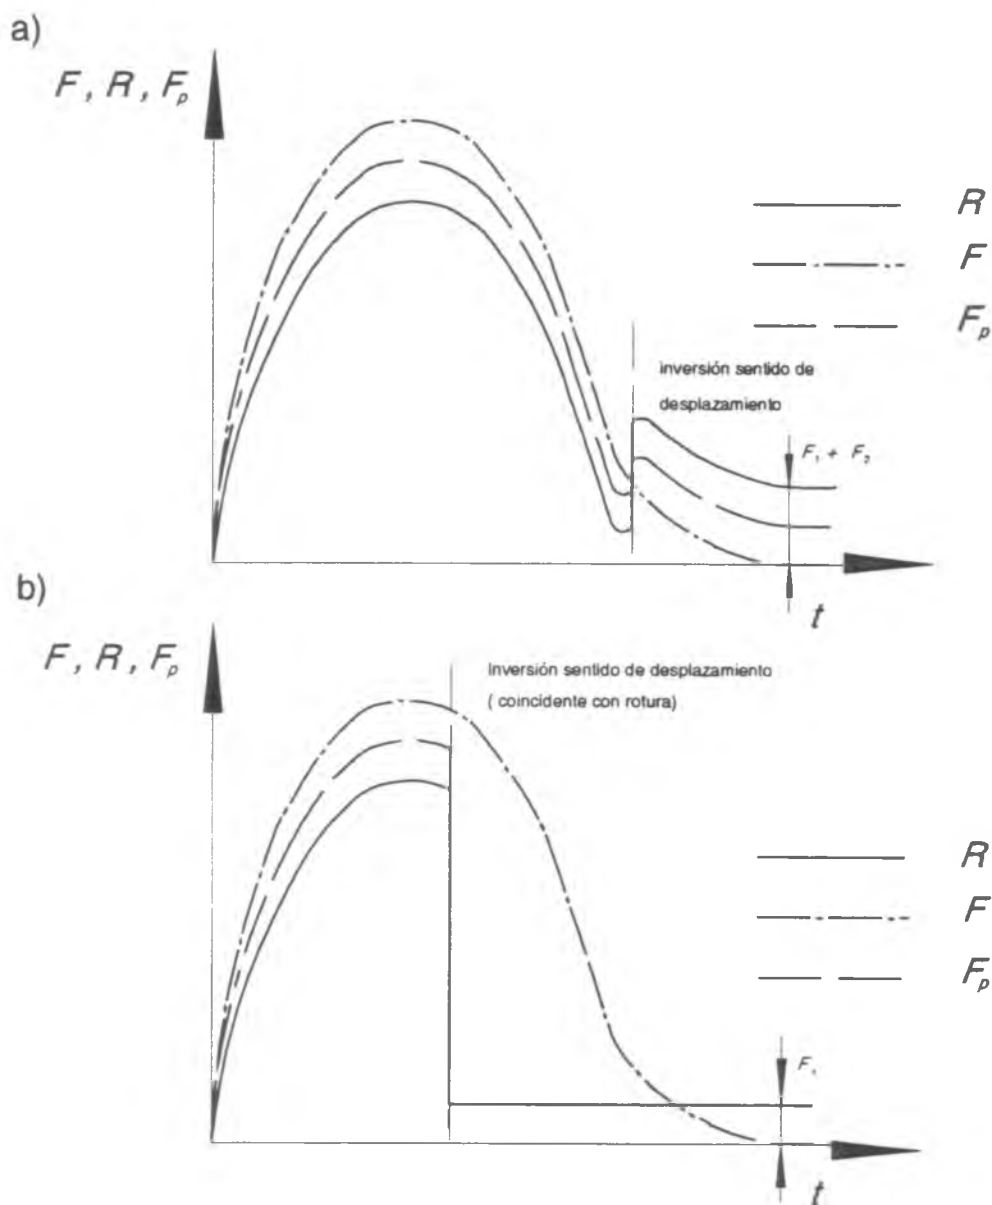 a)
F, R, Fp
R
F
Fp
inversión sentido de
desplazamiento
F1 + F2
t
b)
F, R, Fp
Inversión sentido de desplazamiento
( coincidente con rotura)
R
F
Fp
F1
t